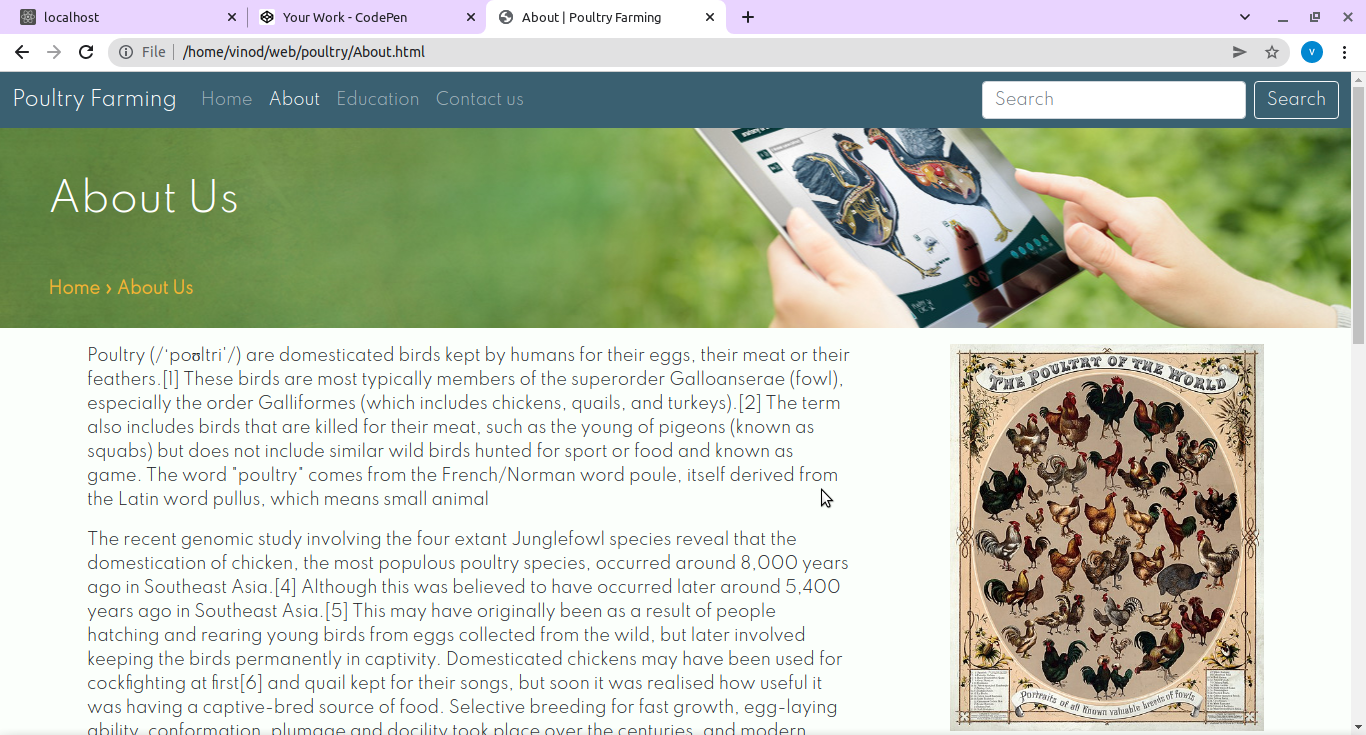 localhost
Your Work - CodePen
About | Poultry Farming
File
/home/vinod/web/poultry/About.html
v
Poultry Farming
Home
About
Education
Contact us
Search
Search
About Us
Home › About Us
Poultry (/ˈpoʊltriˈ/) are domesticated birds kept by humans for their eggs, their meat or their
feathers.[1] These birds are most typically members of the superorder Galloanserae (fowl),
especially the order Galliformes (which includes chickens, quails, and turkeys).[2] The term
also includes birds that are killed for their meat, such as the young of pigeons (known as
squabs) but does not include similar wild birds hunted for sport or food and known as
game. The word "poultry" comes from the French/Norman word poule, itself derived from
the Latin word pullus, which means small animal
The recent genomic study involving the four extant Junglefowl species reveal that the
domestication of chicken, the most populous poultry species, occurred around 8,000 years
ago in Southeast Asia.[4] Although this was believed to have occurred later around 5,400
years ago in Southeast Asia.[5] This may have originally been as a result of people
hatching and rearing young birds from eggs collected from the wild, but later involved
keeping the birds permanently in captivity. Domesticated chickens may have been used for
cockfighting at first[6] and quail kept for their songs, but soon it was realised how useful it
was having a captive-bred source of food. Selective breeding for fast growth, egg-laying
ability, conformation, plumage and docility took place over the centuries, and modern
THE POULTRY OF THE WORLD
Portraits of all Known valuable breeds of fowls